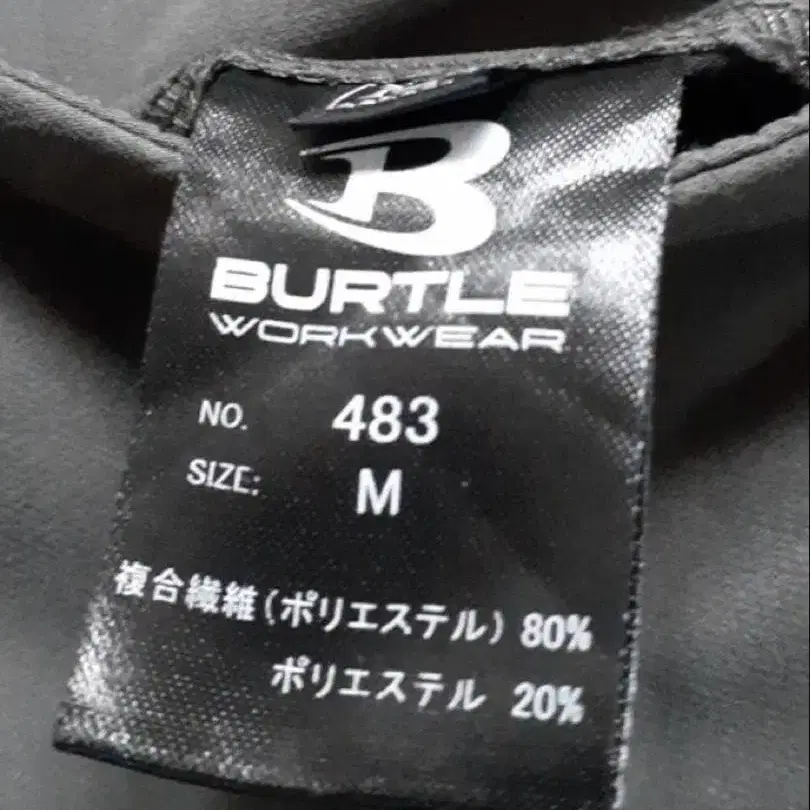 B
BURTLE
WORKWEAR
NO. 483
SIZE: M
複合繊維(ポリエステル) 80%
ポリエステル 20%